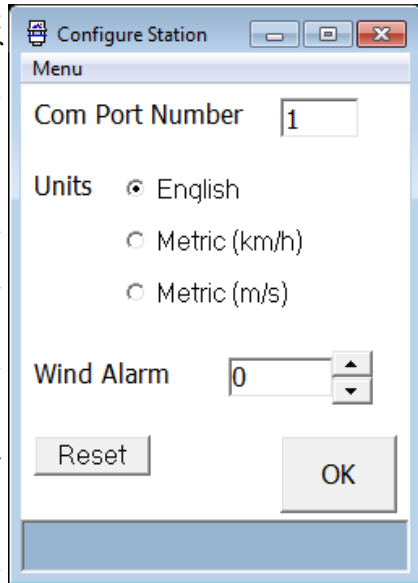 Configure Station
Menu
Com Port Number 1
Units English
Metric (km/h)
Metric (m/s)
Wind Alarm 0
Reset
OK